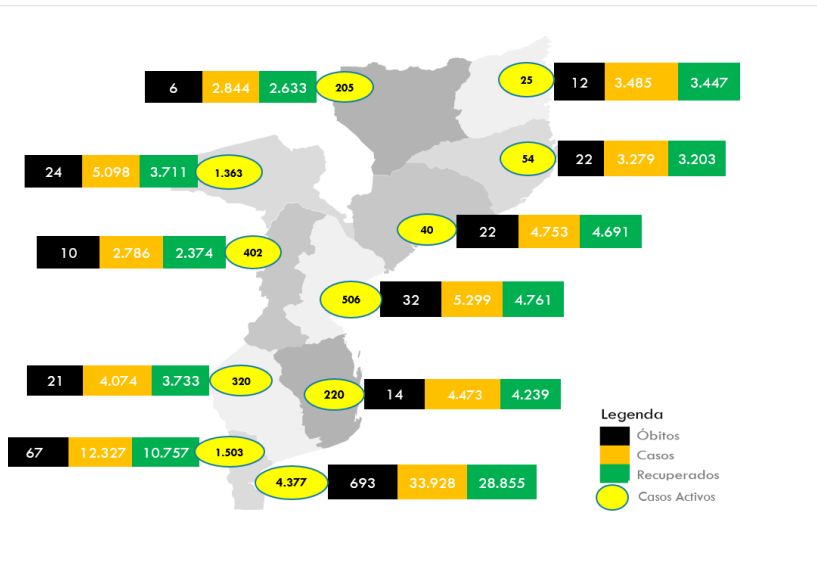 6 2.844 2.633 205
25 12 3.485 3.447
24 5.098 3.711 1.363
54 22 3.279 3.203
10 2.786 2.374 402
40 22 4.753 4.691
506 32 5.299 4.761
21 4.074 3.733 320
220 14 4.473 4.239
67 12.327 10.757 1.503
4.377 693 33.928 28.855
Legenda
Óbitos
Casos
Recuperados
Casos Activos